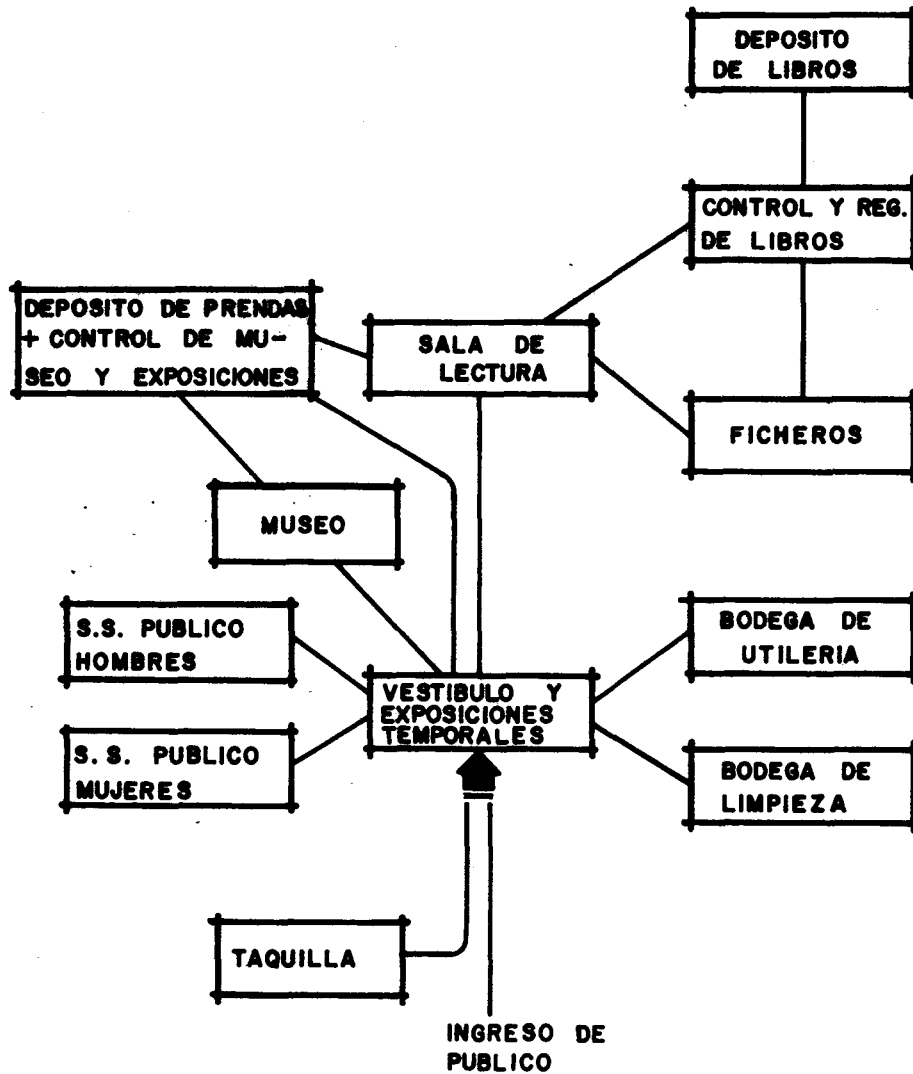 DEPOSITO
DE LIBROS
CONTROL Y REG.
DE LIBROS
DEPOSITO DE PRENDAS
+ CONTROL DE MU-
SEO Y EXPOSICIONES
SALA DE
LECTURA
FICHEROS
MUSEO
S.S. PUBLICO
HOMBRES
BODEGA DE
UTILERIA
VESTIBULO Y
EXPOSICIONES
TEMPORALES
S.S. PUBLICO
MUJERES
BODEGA DE
LIMPIEZA
TAQUILLA
INGRESO DE
PUBLICO